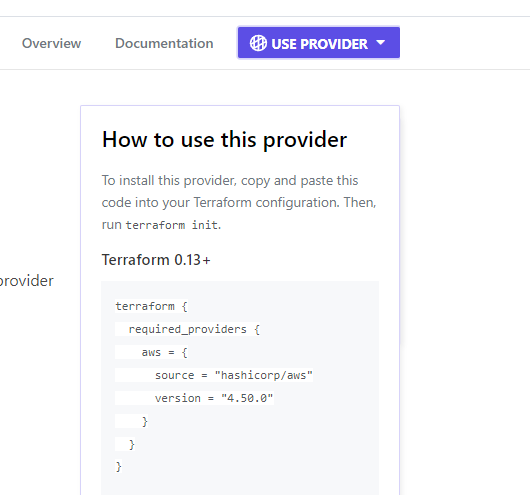 Overview Documentation USE PROVIDER
How to use this provider
To install this provider, copy and paste this
code into your Terraform configuration. Then,
run terraform init.
Terraform 0.13+
provider
terraform {
  required_providers {
    aws = {
      source = "hashicorp/aws"
      version = "4.50.0"
    }
  }
}